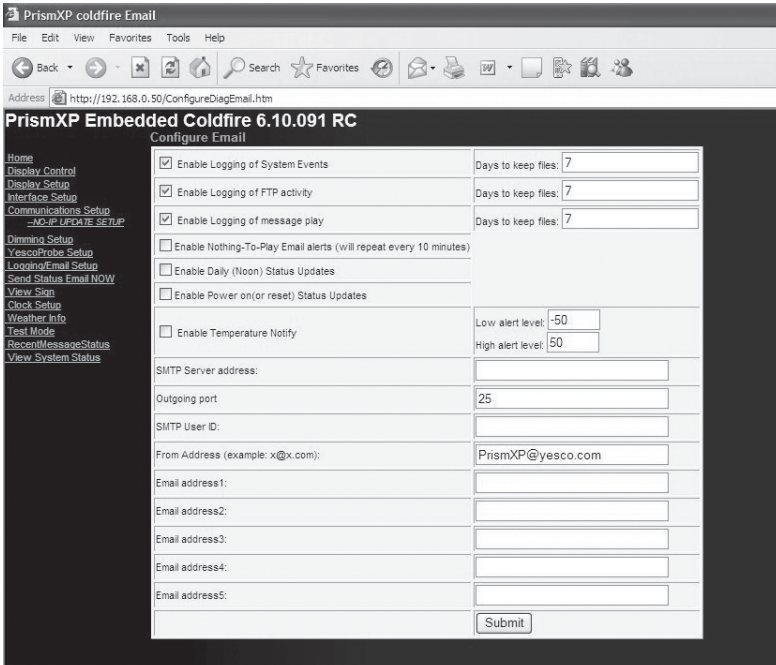 PrismXP coldfire Email
File Edit View Favorites Tools Help
Back Search Favorites
Address http://192.168.0.50/ConfigureDiagEmail.htm
PrismXP Embedded Coldfire 6.10.091 RC
Configure Email
Home
Display Control
Display Setup
Interface Setup
Communications Setup
--NO-IP UPDATE SETUP
Dimming Setup
YescoProbe Setup
Logging/Email Setup
Send Status Email NOW
View Sign
Clock Setup
Weather Info
Test Mode
RecentMessageStatus
View System Status
Enable Logging of System Events Days to keep files: 7
Enable Logging of FTP activity Days to keep files: 7
Enable Logging of message play Days to keep files: 7
Enable Nothing-To-Play Email alerts (will repeat every 10 minutes)
Enable Daily (Noon) Status Updates
Enable Power on(or reset) Status Updates
Enable Temperature Notify Low alert level: -50
High alert level: 50
SMTP Server address:
Outgoing port 25
SMTP User ID:
From Address (example: x@x.com): PrismXP@yesco.com
Email address1:
Email address2:
Email address3:
Email address4:
Email address5:
Submit